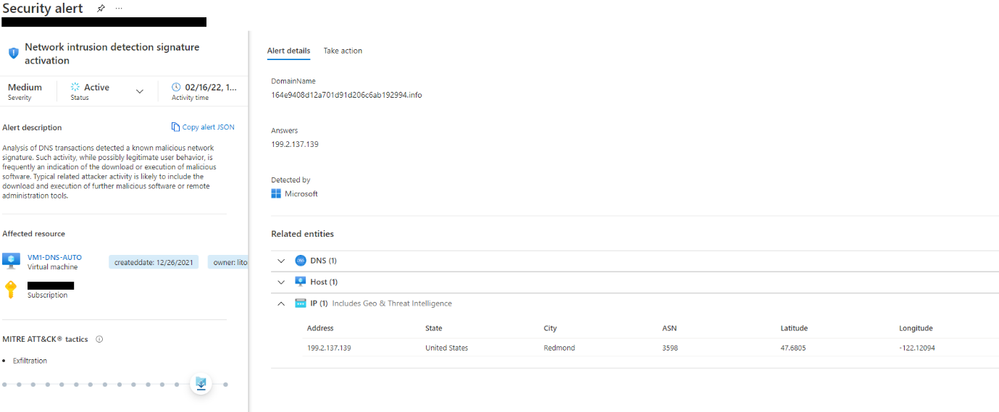 Security alert
Network intrusion detection signature
activation
Medium
Severity
Active
Status
02/16/22, 1...
Activity time
Alert description
Copy alert JSON
Analysis of DNS transactions detected a known malicious network
signature. Such activity, while possibly legitimate user behavior, is
frequently an indication of the download or execution of malicious
software. Typical related attacker activity is likely to include the
download and execution of further malicious software or remote
administration tools.
Affected resource
VM1-DNS-AUTO
Virtual machine
createddate: 12/26/2021
owner: lito
Subscription
MITRE ATT&CK® tactics
Exfiltration
Alert details
Take action
DomainName
164e9408d12a701d91d206c6ab192994.info
Answers
199.2.137.139
Detected by
Microsoft
Related entities
DNS (1)
Host (1)
IP (1) Includes Geo & Threat Intelligence
Address State City ASN Latitude Longitude
199.2.137.139 United States Redmond 3598 47.6805 -122.12094